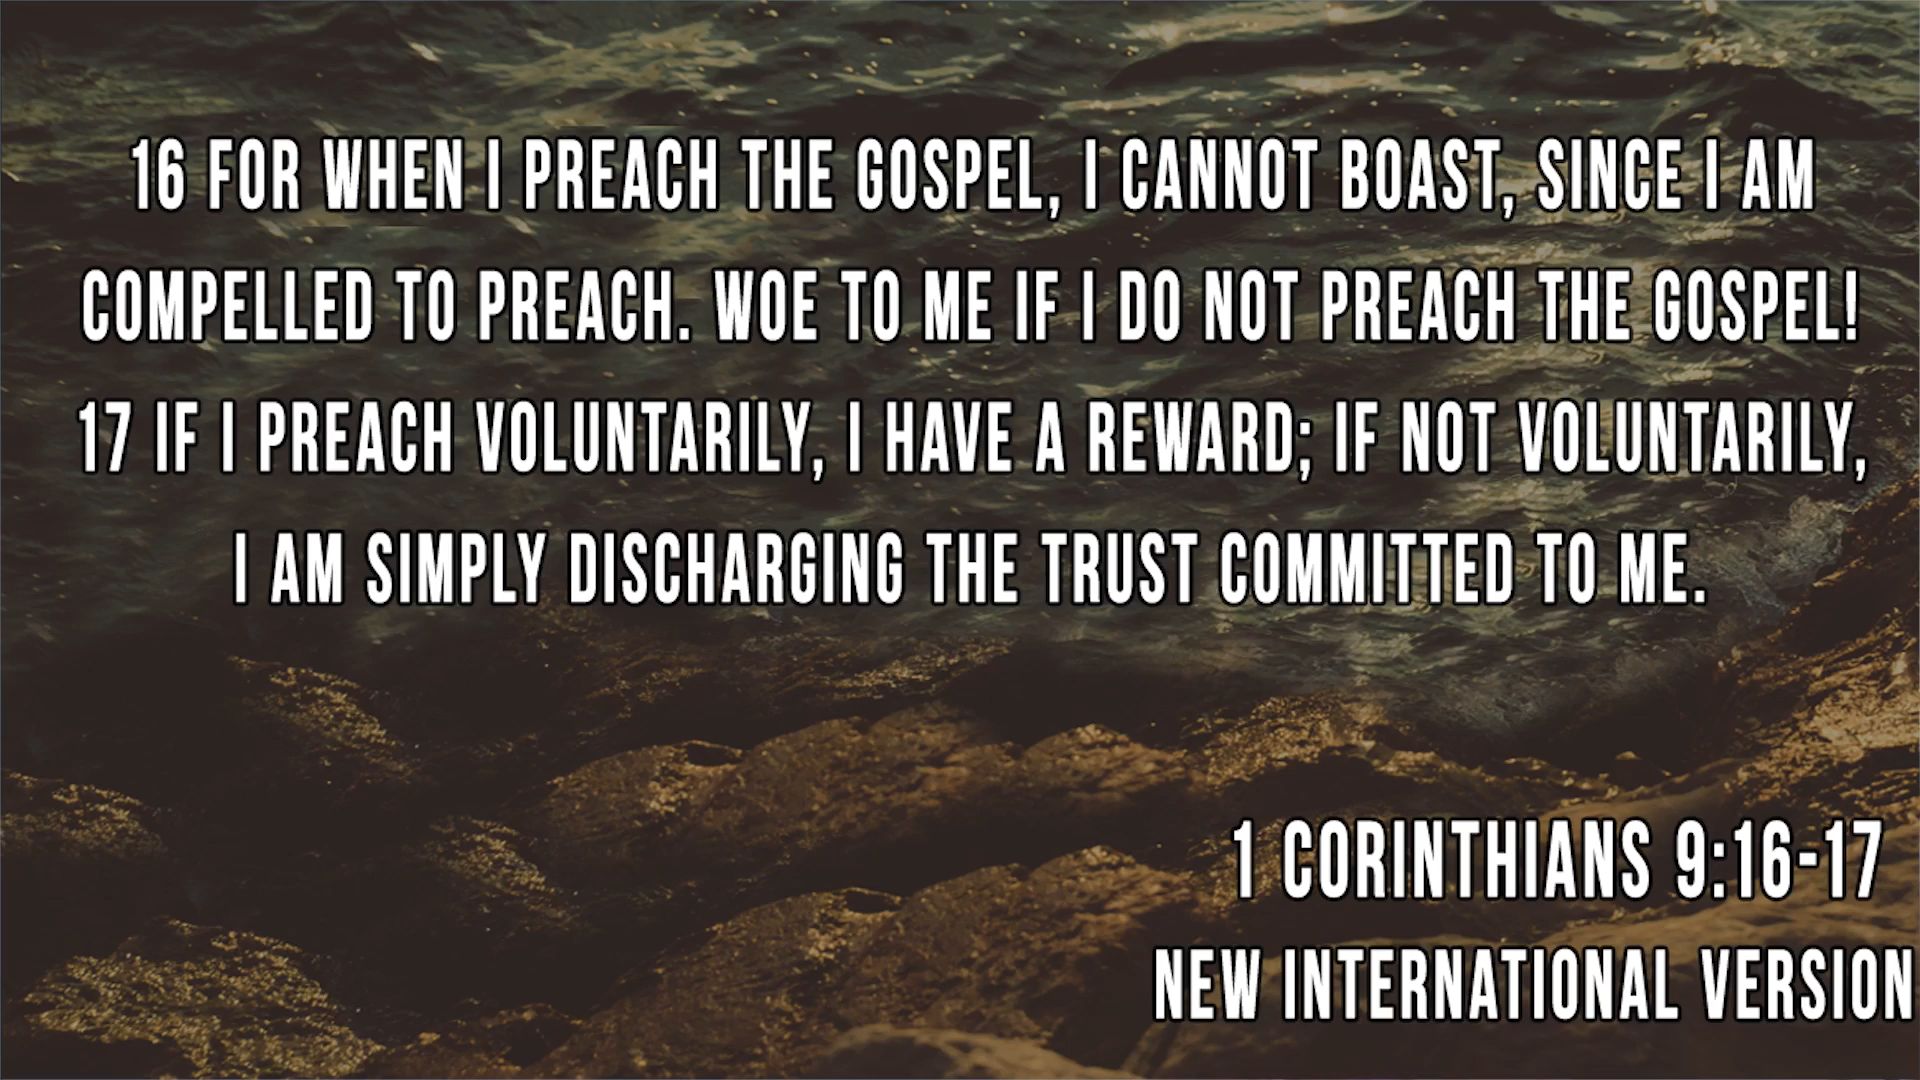 16 FOR WHEN I PREACH THE GOSPEL, I CANNOT BOAST, SINCE I AM
COMPELLED TO PREACH. WOE TO ME IF I DO NOT PREACH THE GOSPEL!
17 IF I PREACH VOLUNTARILY, I HAVE A REWARD; IF NOT VOLUNTARILY,
I AM SIMPLY DISCHARGING THE TRUST COMMITTED TO ME.
1 CORINTHIANS 9:16-17
NEW INTERNATIONAL VERSION